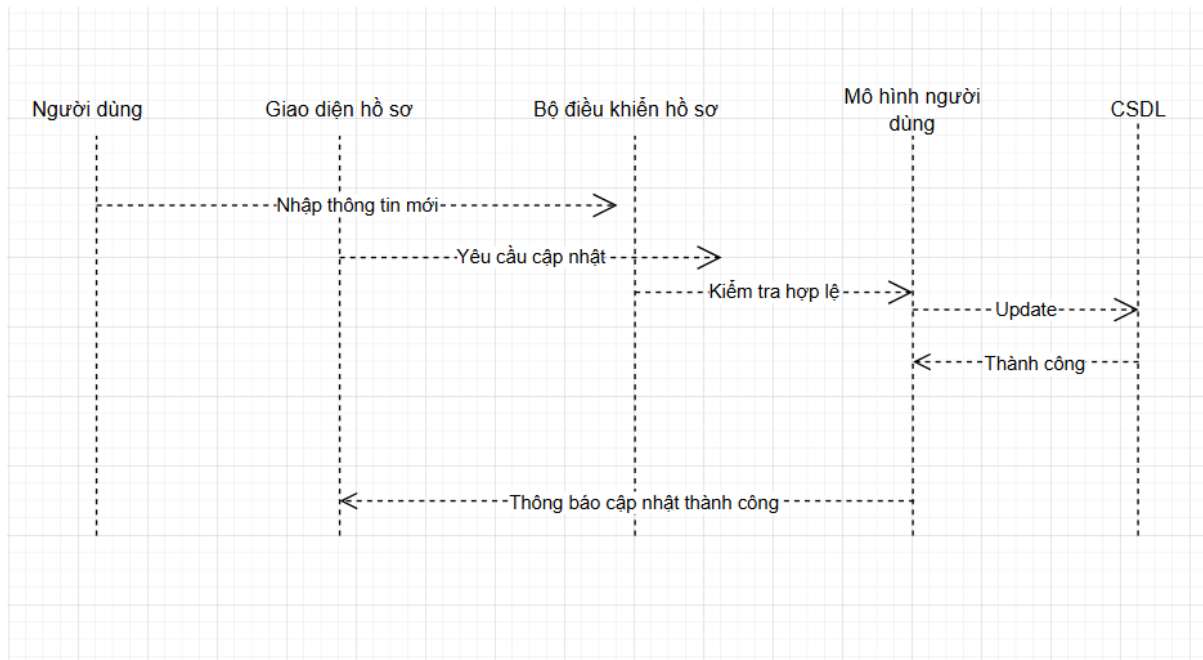 Người dùng
Giao diện hồ sơ
Bộ điều khiển hồ sơ
Mô hình người
dùng
CSDL
Nhập thông tin mới
Yêu cầu cập nhật
Kiểm tra hợp lệ
Update
Thành công
Thông báo cập nhật thành công